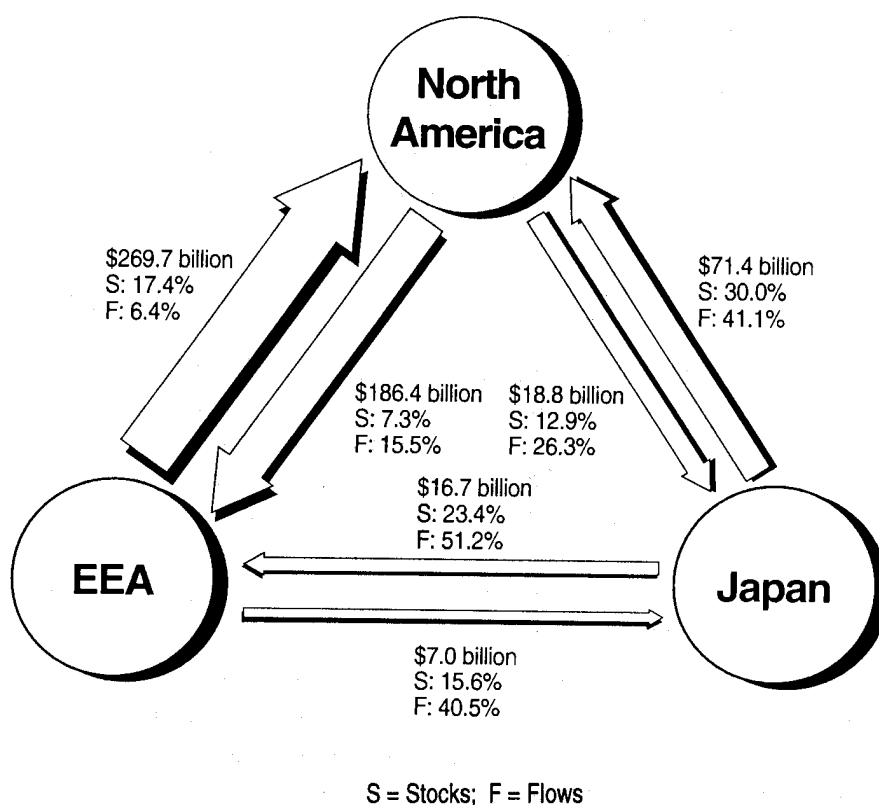 North
America
$269.7 billion
S: 17.4%
F: 6.4%
$71.4 billion
S: 30.0%
F: 41.1%
$186.4 billion
S: 7.3%
F: 15.5%
$18.8 billion
S: 12.9%
F: 26.3%
$16.7 billion
S: 23.4%
F: 51.2%
EEA
Japan
$7.0 billion
S: 15.6%
F: 40.5%
S = Stocks; F = Flows